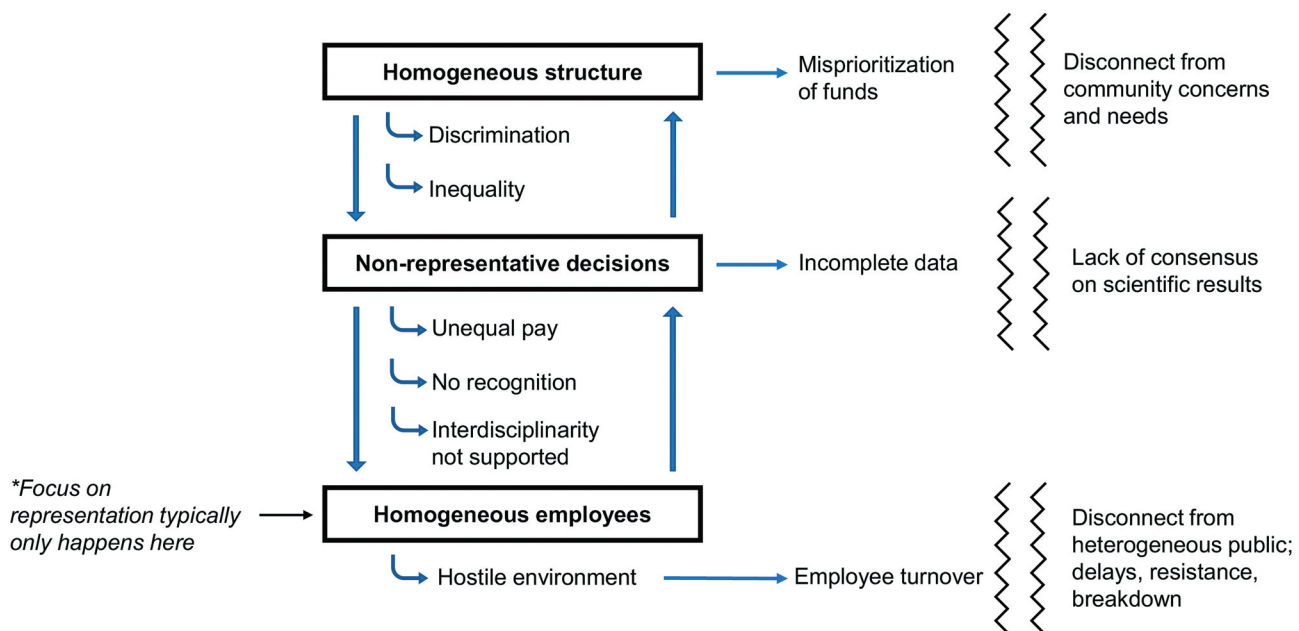 Homogeneous structure
Misprioritization
of funds
Disconnect from
community concerns
and needs
Discrimination
Inequality
Non-representative decisions
Incomplete data
Lack of consensus
on scientific results
Unequal pay
No recognition
Interdisciplinarity
not supported
*Focus on
representation typically
only happens here
Homogeneous employees
Hostile environment
Employee turnover
Disconnect from
heterogeneous public;
delays, resistance,
breakdown